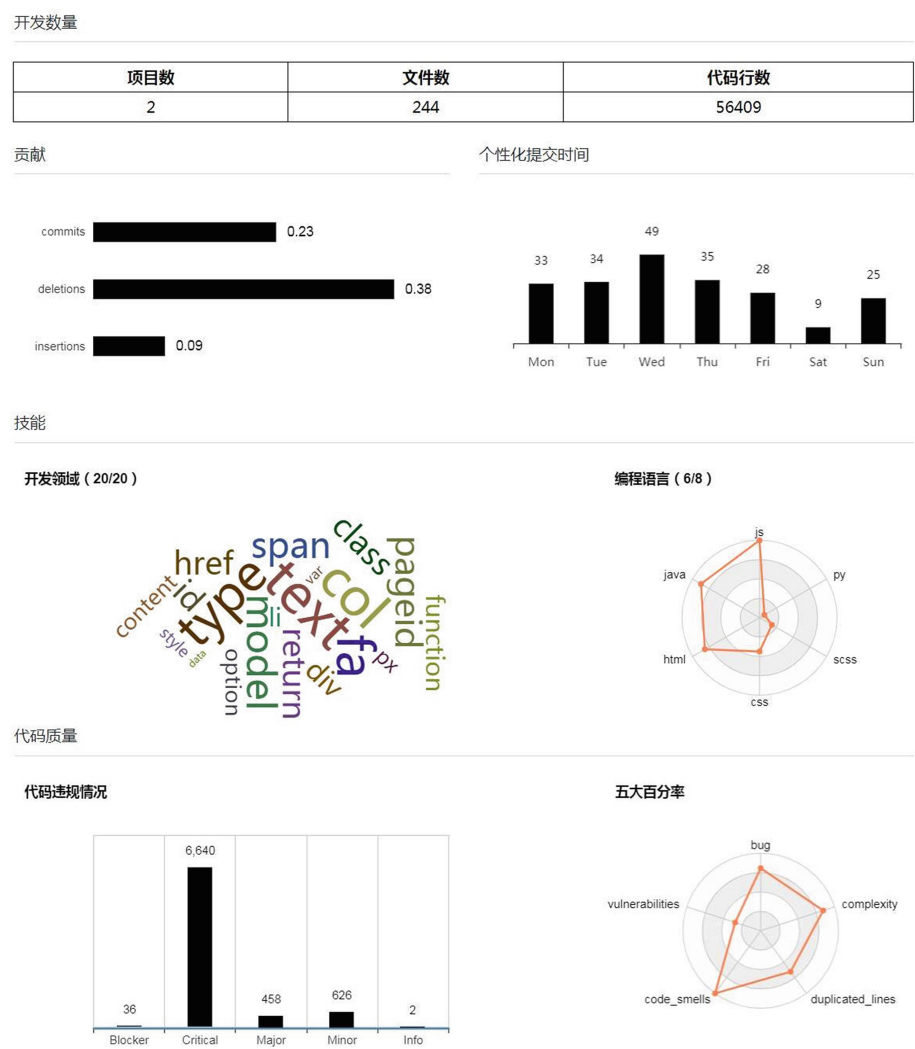 开发数量
项目数 文件数 代码行数
2 244 56409
贡献
commits 0.23
deletions 0.38
insertions 0.09
个性化提交时间
33 34 49 35 28 9 25
Mon Tue Wed Thu Fri Sat Sun
技能
开发领域（20/20）
class
span
pageid
href
type
text
var
col
content
id
model
li
function
style
data
option
return
fa
px
div
编程语言（6/8）
js
java
py
html
scss
css
代码质量
代码违规情况
36 6,640 458 626 2
Blocker Critical Major Minor Info
五大百分率
bug
vulnerabilities
complexity
code_smells
duplicated_lines